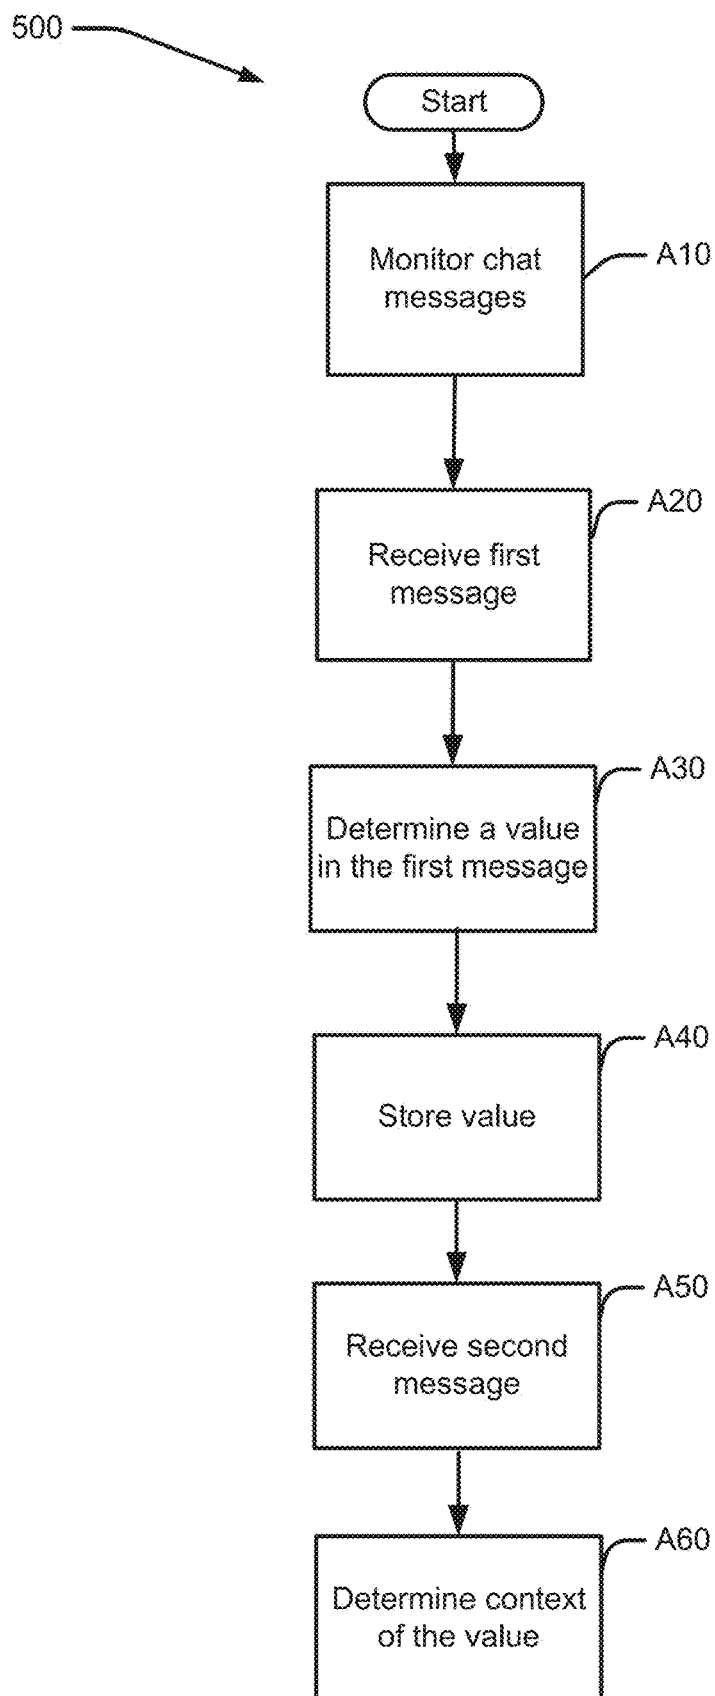 500
Start
Monitor chat
messages
A10
Receive first
message
A20
Determine a value
in the first message
A30
Store value
A40
Receive second
message
A50
Determine context
of the value
A60